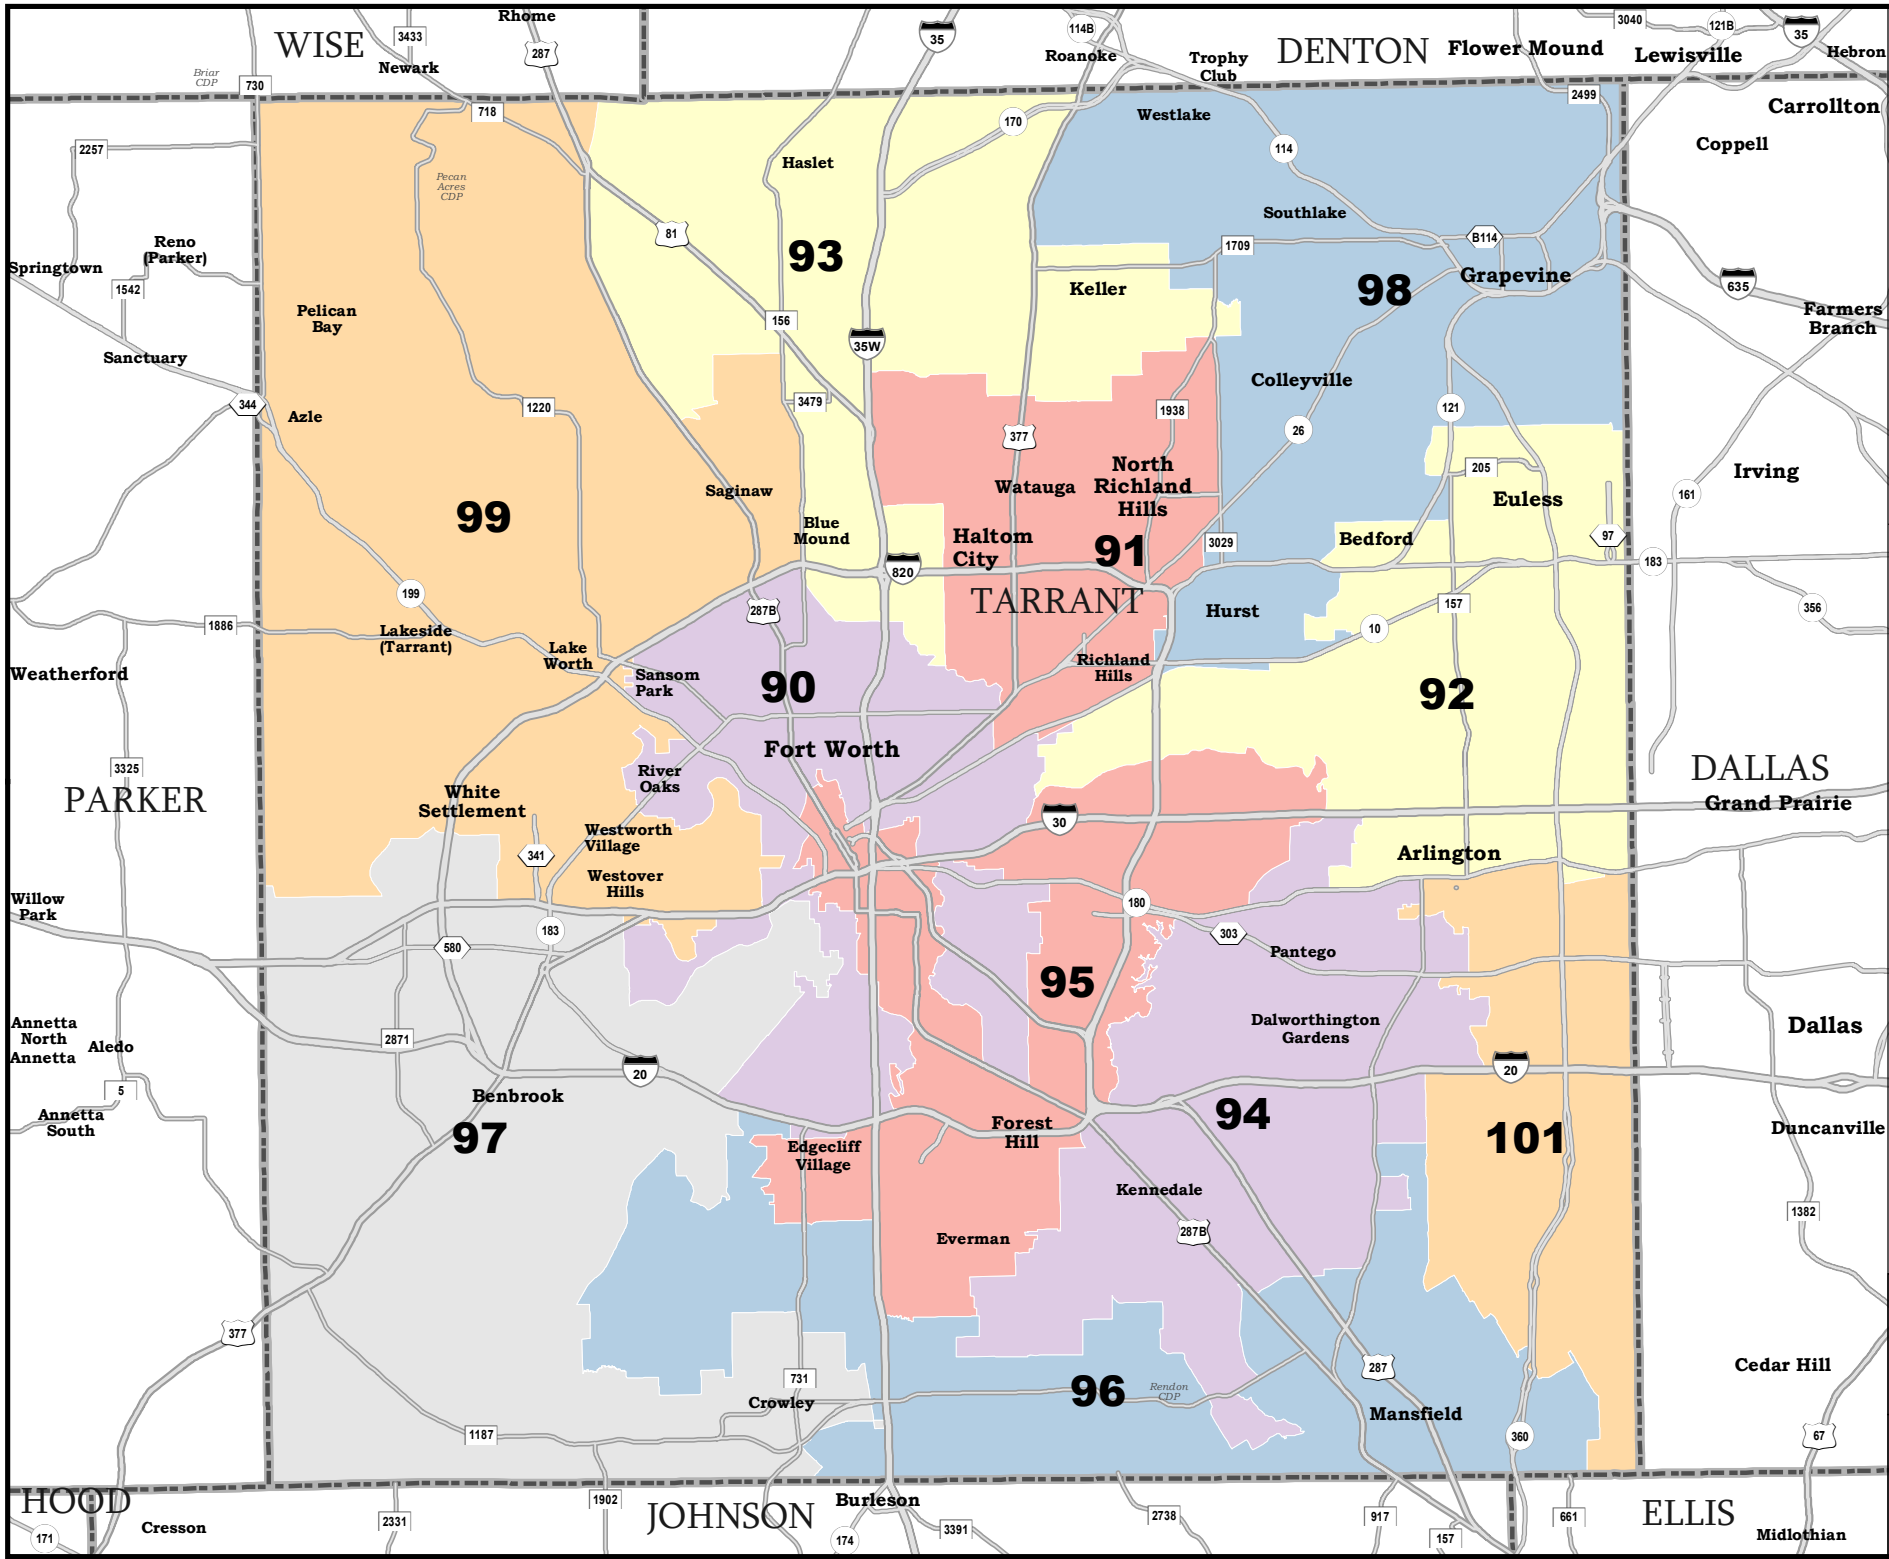 Rhome
WISE
3433
Newark
287
Briar
CDP
730
35
114B
Roanoke
Trophy
Club
DENTON
Flower Mound
3040
121B
35
Lewisville
Hebron
2499
Carrollton
718
170
Westlake
114
Coppell
2257
Pecan
Acres
CDP
Haslet
Southlake
81
93
1709
B114
Reno
(Parker)
Springtown
1542
Grapevine
635
Keller
98
Pelican
Bay
156
Farmers
Branch
35W
Sanctuary
Colleyville
344
Azle
1220
3479
1938
121
26
377
North
Richland
Hills
Watauga
205
Irving
Saginaw
99
Euless
161
Blue
Mound
Haltom
City
91
3029
Bedford
97
820
183
199
TARRANT
287B
Hurst
157
356
1886
Lakeside
(Tarrant)
10
Lake
Worth
Richland
Hills
Weatherford
Sansom
Park
90
92
Fort Worth
3325
River
Oaks
DALLAS
PARKER
White
Settlement
Grand Prairie
30
Westworth
Village
341
Arlington
Westover
Hills
Willow
Park
180
183
303
580
Pantego
95
Annetta
North
Annetta
Aledo
2871
Dalworthington
Gardens
Dallas
20
20
5
Benbrook
Annetta
South
94
97
Forest
Hill
101
Duncanville
Edgecliff
Village
Kennedale
1382
287B
Everman
377
287
Cedar Hill
731
96
Rendon
CDP
Crowley
Mansfield
1187
360
67
HOOD
1902
JOHNSON
Burleson
ELLIS
171
Cresson
2331
174
3391
2738
917
157
661
Midlothian